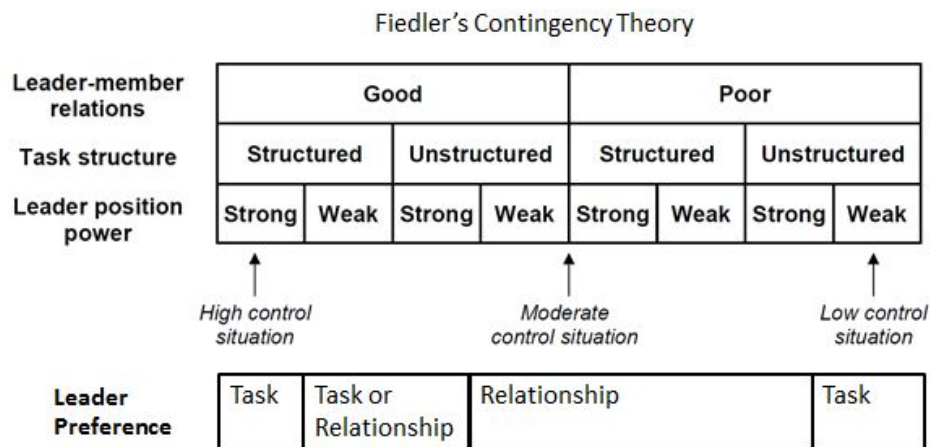 Fiedler's Contingency Theory
Leader-member
relations
Good
Poor
Task structure
Structured
Unstructured
Structured
Unstructured
Leader position
power
Strong
Weak
Strong
Weak
Strong
Weak
Strong
Weak
High control
situation
Moderate
control situation
Low control
situation
Leader
Preference
Task
Task or
Relationship
Relationship
Task